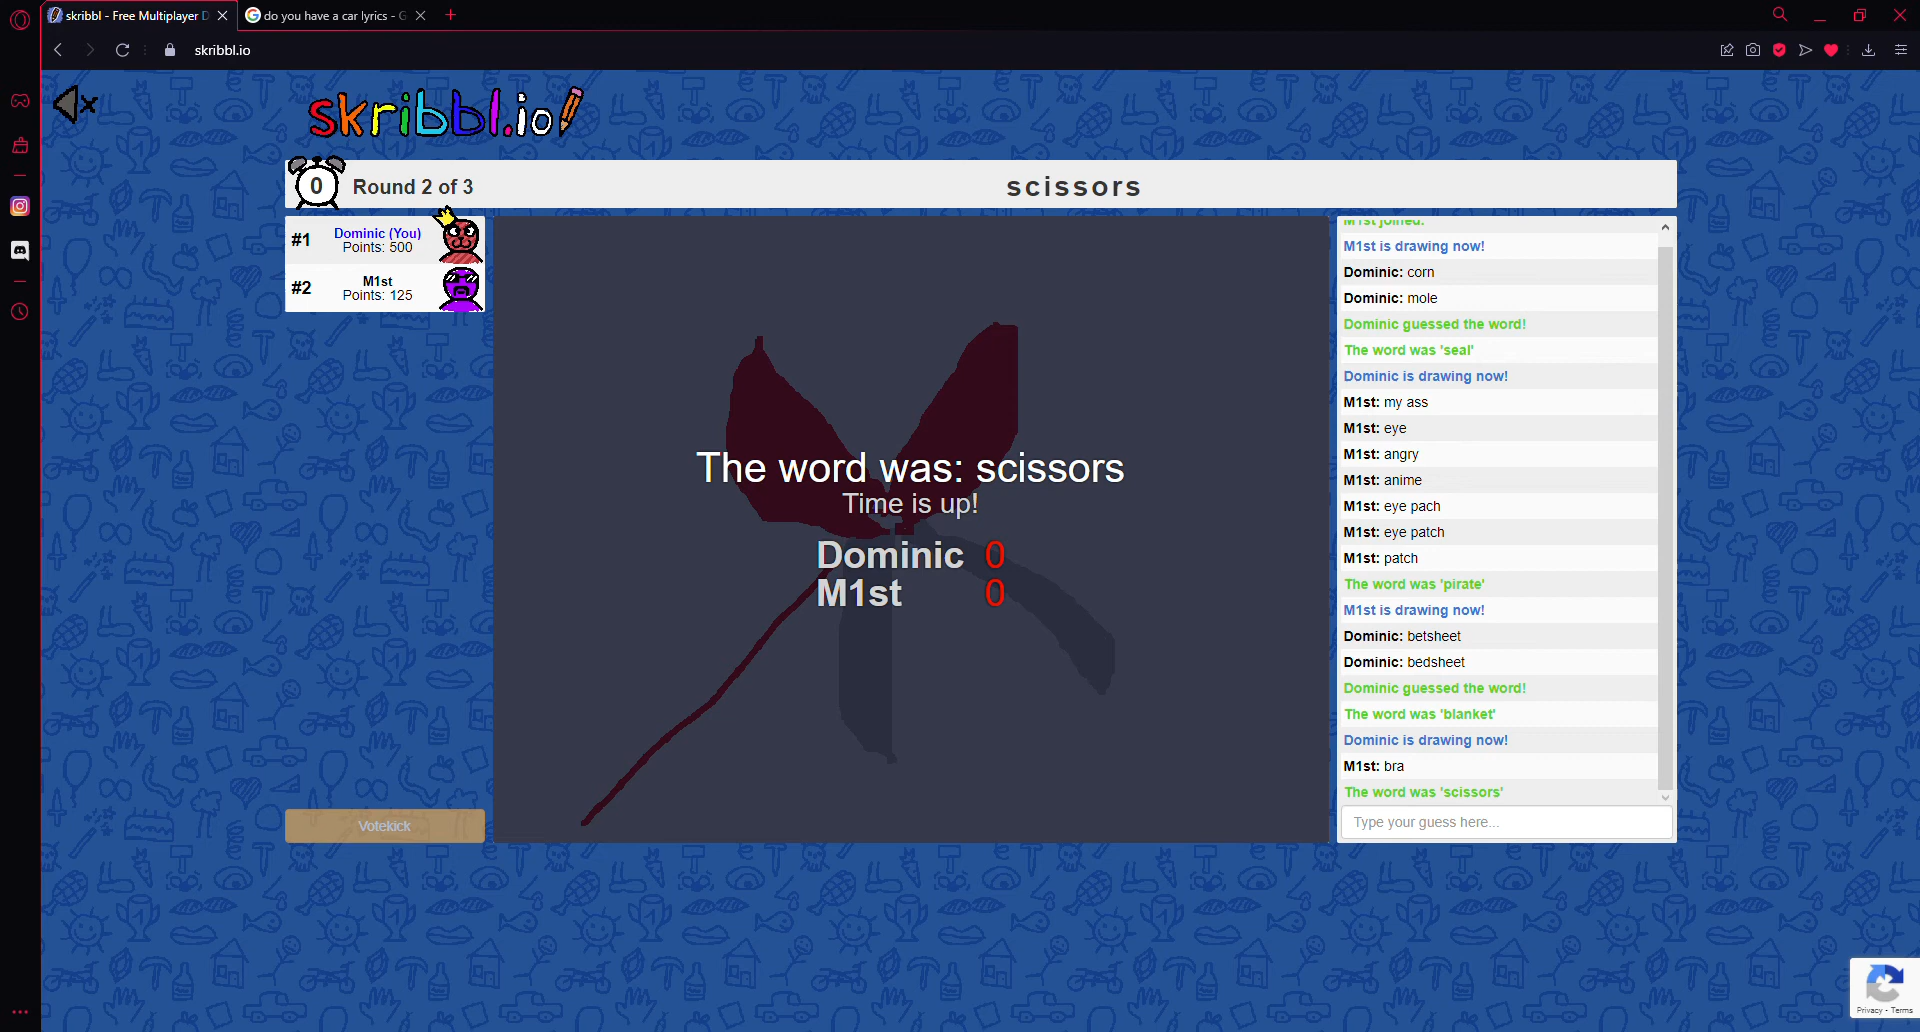 skribbl - Free Multiplayer D
do you have a car lyrics - G
skribbl.io
skribbl.io
0
Round 2 of 3
scissors
#1
Dominic (You)
Points: 500
#2
M1st
Points: 125
The word was: scissors
Time is up!
Dominic 0
M1st 0
M1st joined.
M1st is drawing now!
Dominic: corn
Dominic: mole
Dominic guessed the word!
The word was 'seal'
Dominic is drawing now!
M1st: my ass
M1st: eye
M1st: angry
M1st: anime
M1st: eye pach
M1st: eye patch
M1st: patch
The word was 'pirate'
M1st is drawing now!
Dominic: betsheet
Dominic: bedsheet
Dominic guessed the word!
The word was 'blanket'
Dominic is drawing now!
M1st: bra
The word was 'scissors'
Type your guess here...
Votekick
Privacy - Terms